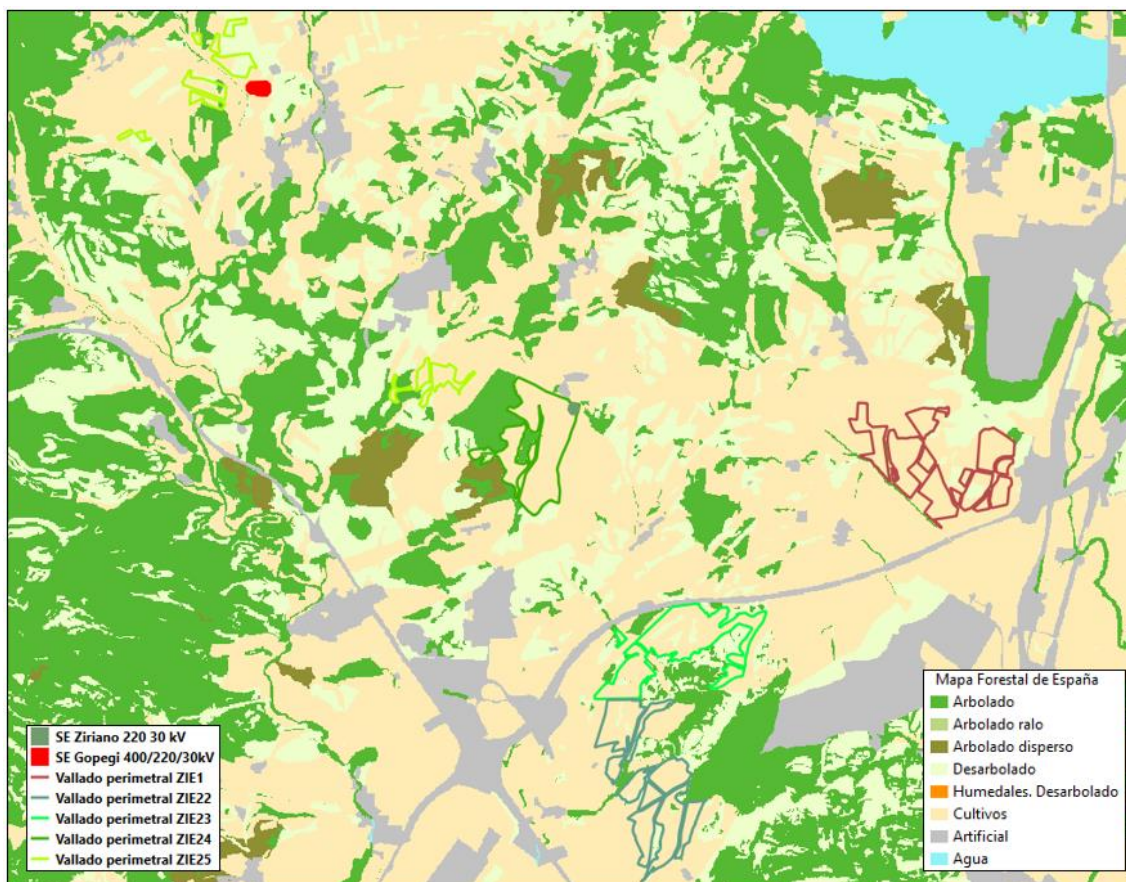 SE Ziriano 220 30 kV
SE Gopegi 400/220/30kV
Vallado perimetral ZIE1
Vallado perimetral ZIE22
Vallado perimetral ZIE23
Vallado perimetral ZIE24
Vallado perimetral ZIE25
Mapa Forestal de España
Arbolado
Arbolado ralo
Arbolado disperso
Desarbolado
Humedales. Desarbolado
Cultivos
Artificial
Agua